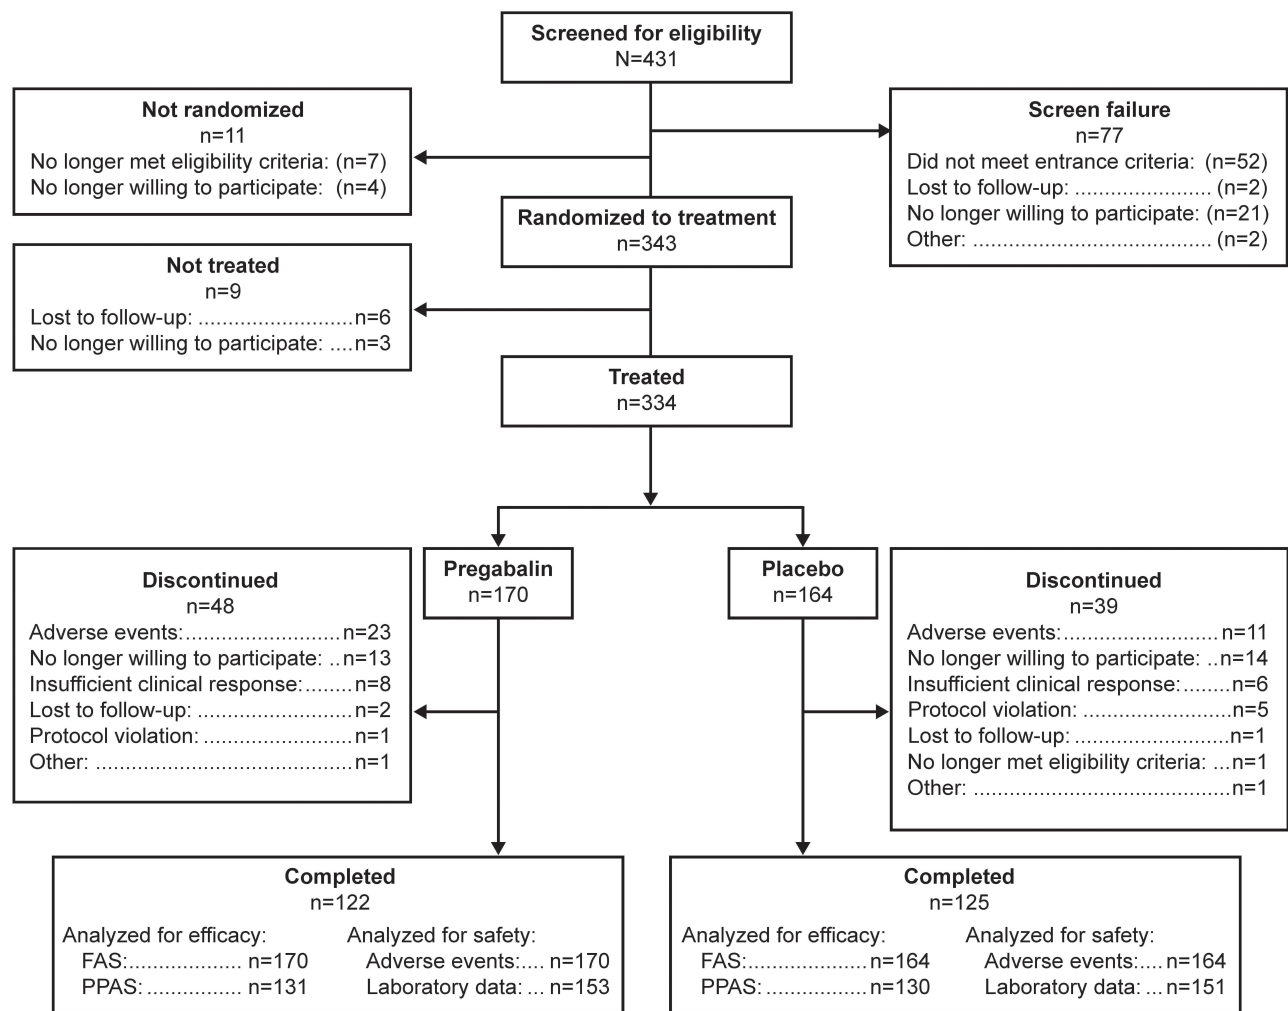 Screened for eligibility
N=431
Not randomized
n=11
No longer met eligibility criteria: (n=7)
No longer willing to participate: (n=4)
Screen failure
n=77
Did not meet entrance criteria: (n=52)
Lost to follow-up: ....................... (n=2)
No longer willing to participate: (n=21)
Other: ........................................ (n=2)
Randomized to treatment
n=343
Not treated
n=9
Lost to follow-up: ..........................n=6
No longer willing to participate: ....n=3
Treated
n=334
Pregabalin
n=170
Placebo
n=164
Discontinued
n=48
Adverse events:..........................n=23
No longer willing to participate: ..n=13
Insufficient clinical response:........n=8
Lost to follow-up: ......................n=2
Protocol violation: .........................n=1
Other: ...........................................n=1
Discontinued
n=39
Adverse events: ..........................n=11
No longer willing to participate: ..n=14
Insufficient clinical response:........n=6
Protocol violation: .........................n=5
Lost to follow-up: ..........................n=1
No longer met eligibility criteria: ...n=1
Other: ...........................................n=1
Completed
n=122
Analyzed for efficacy:
FAS:................... n=170
PPAS: .................n=131
Analyzed for safety:
Adverse events:.... n=170
Laboratory data: ... n=153
Completed
n=125
Analyzed for efficacy:
FAS:................... n=164
PPAS: .................n=130
Analyzed for safety:
Adverse events:....n=164
Laboratory data: ...n=151